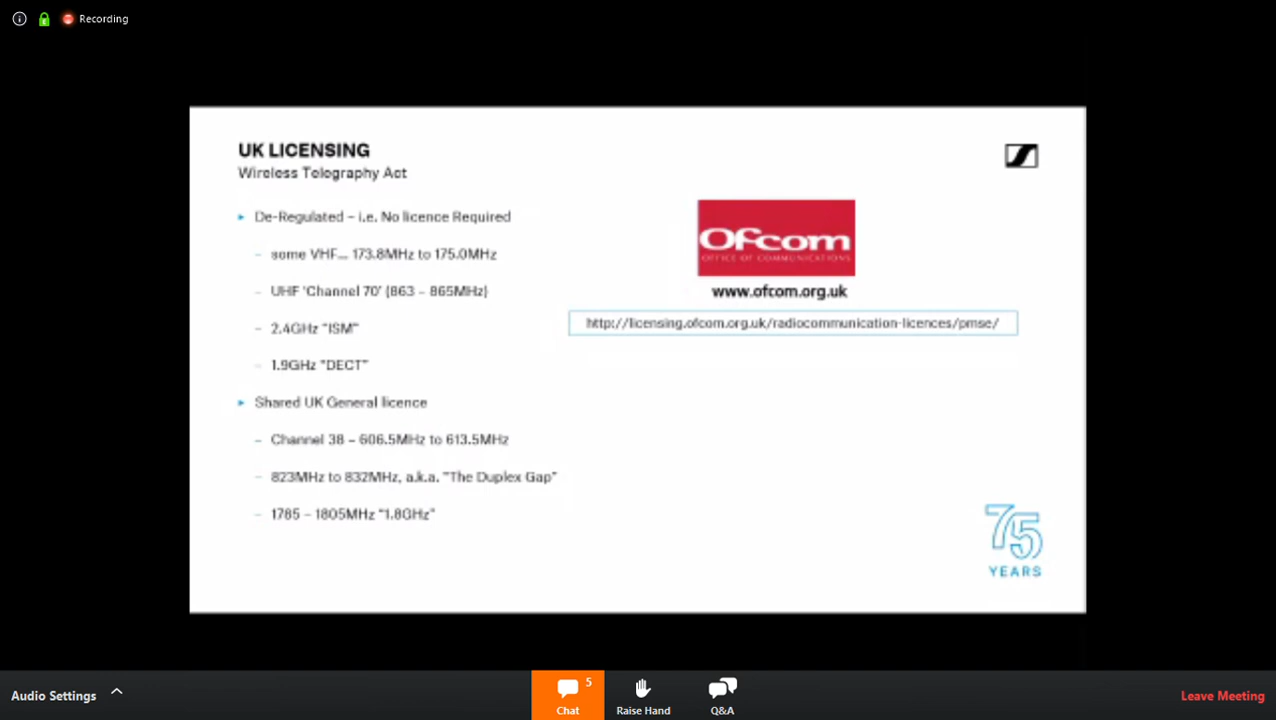 Recording
UK LICENSING
Wireless Telegraphy Act
De-Regulated – i.e. No licence Required
some VHF... 173.8MHz to 175.0MHz
UHF 'Channel 70' (863 – 865MHz)
2.4GHz "ISM"
1.9GHz "DECT"
Shared UK General licence
Channel 38 – 606.5MHz to 613.5MHz
823MHz to 832MHz, a.k.a. "The Duplex Gap"
1785 – 1805MHz "1.8GHz"
Ofcom
OFFICE OF COMMUNICATIONS
www.ofcom.org.uk
http://licensing.ofcom.org.uk/radiocommunication-licences/pmse/
75
YEARS
Audio Settings
5
Chat
Raise Hand
Q&A
Leave Meeting